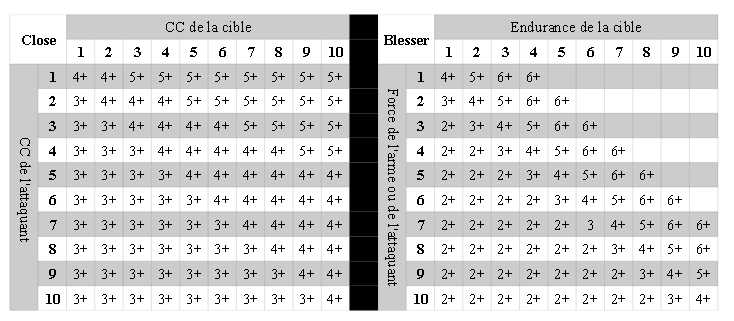 Close
CC de la cible
1 2 3 4 5 6 7 8 9 10
CC de l'attaquant
1 4+ 4+ 5+ 5+ 5+ 5+ 5+ 5+ 5+ 5+
2 3+ 4+ 4+ 4+ 5+ 5+ 5+ 5+ 5+ 5+
3 3+ 3+ 4+ 4+ 4+ 4+ 5+ 5+ 5+ 5+
4 3+ 3+ 3+ 4+ 4+ 4+ 4+ 4+ 5+ 5+
5 3+ 3+ 3+ 3+ 4+ 4+ 4+ 4+ 4+ 4+
6 3+ 3+ 3+ 3+ 3+ 4+ 4+ 4+ 4+ 4+
7 3+ 3+ 3+ 3+ 3+ 3+ 4+ 4+ 4+ 4+
8 3+ 3+ 3+ 3+ 3+ 3+ 3+ 4+ 4+ 4+
9 3+ 3+ 3+ 3+ 3+ 3+ 3+ 3+ 4+ 4+
10 3+ 3+ 3+ 3+ 3+ 3+ 3+ 3+ 3+ 4+
Blesser
Endurance de la cible
1 2 3 4 5 6 7 8 9 10
Force de l'arme ou de l'attaquant
1 4+ 5+ 6+ 6+
2 3+ 4+ 5+ 6+ 6+
3 2+ 3+ 4+ 5+ 6+ 6+
4 2+ 2+ 3+ 4+ 5+ 6+ 6+
5 2+ 2+ 2+ 3+ 4+ 5+ 6+ 6+
6 2+ 2+ 2+ 2+ 3+ 4+ 5+ 6+ 6+
7 2+ 2+ 2+ 2+ 2+ 3 4+ 5+ 6+ 6+
8 2+ 2+ 2+ 2+ 2+ 2+ 3+ 4+ 5+ 6+
9 2+ 2+ 2+ 2+ 2+ 2+ 2+ 3+ 4+ 5+
10 2+ 2+ 2+ 2+ 2+ 2+ 2+ 2+ 3+ 4+